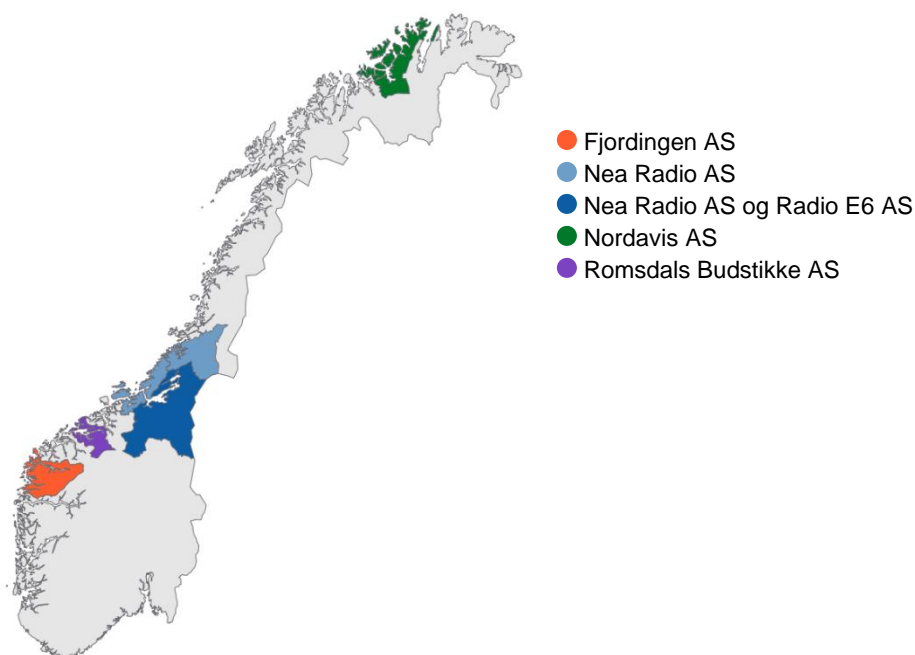 Fjordingen AS
Nea Radio AS
Nea Radio AS og Radio E6 AS
Nordavis AS
Romsdals Budstikke AS